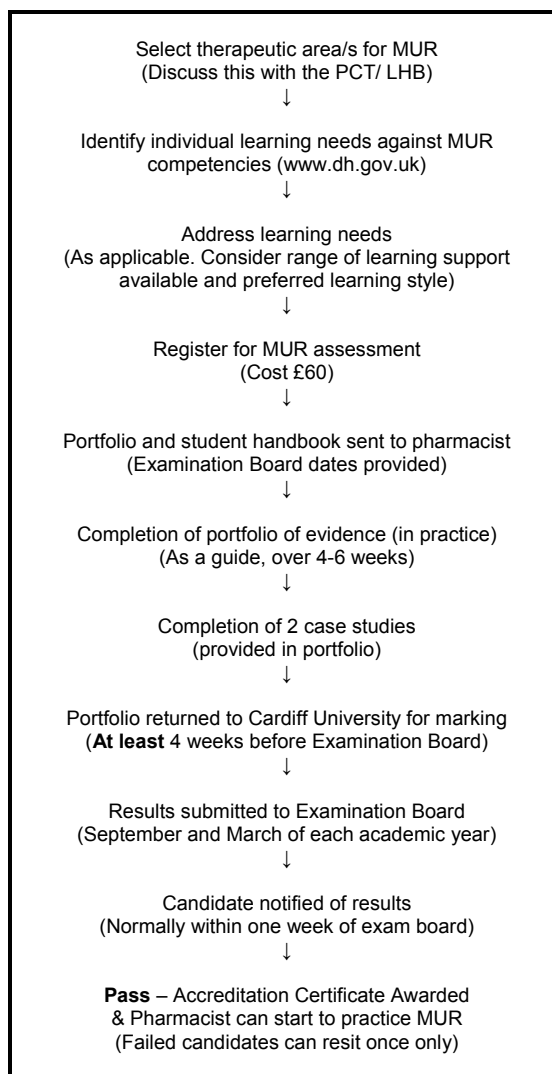 Select therapeutic area/s for MUR
(Discuss this with the PCT/ LHB)
↓
Identify individual learning needs against MUR
competencies (www.dh.gov.uk)
↓
Address learning needs
(As applicable. Consider range of learning support
available and preferred learning style)
↓
Register for MUR assessment
(Cost £60)
↓
Portfolio and student handbook sent to pharmacist
(Examination Board dates provided)
↓
Completion of portfolio of evidence (in practice)
(As a guide, over 4-6 weeks)
↓
Completion of 2 case studies
(provided in portfolio)
↓
Portfolio returned to Cardiff University for marking
(At least 4 weeks before Examination Board)
↓
Results submitted to Examination Board
(September and March of each academic year)
↓
Candidate notified of results
(Normally within one week of exam board)
↓
Pass – Accreditation Certificate Awarded
& Pharmacist can start to practice MUR
(Failed candidates can resit once only)